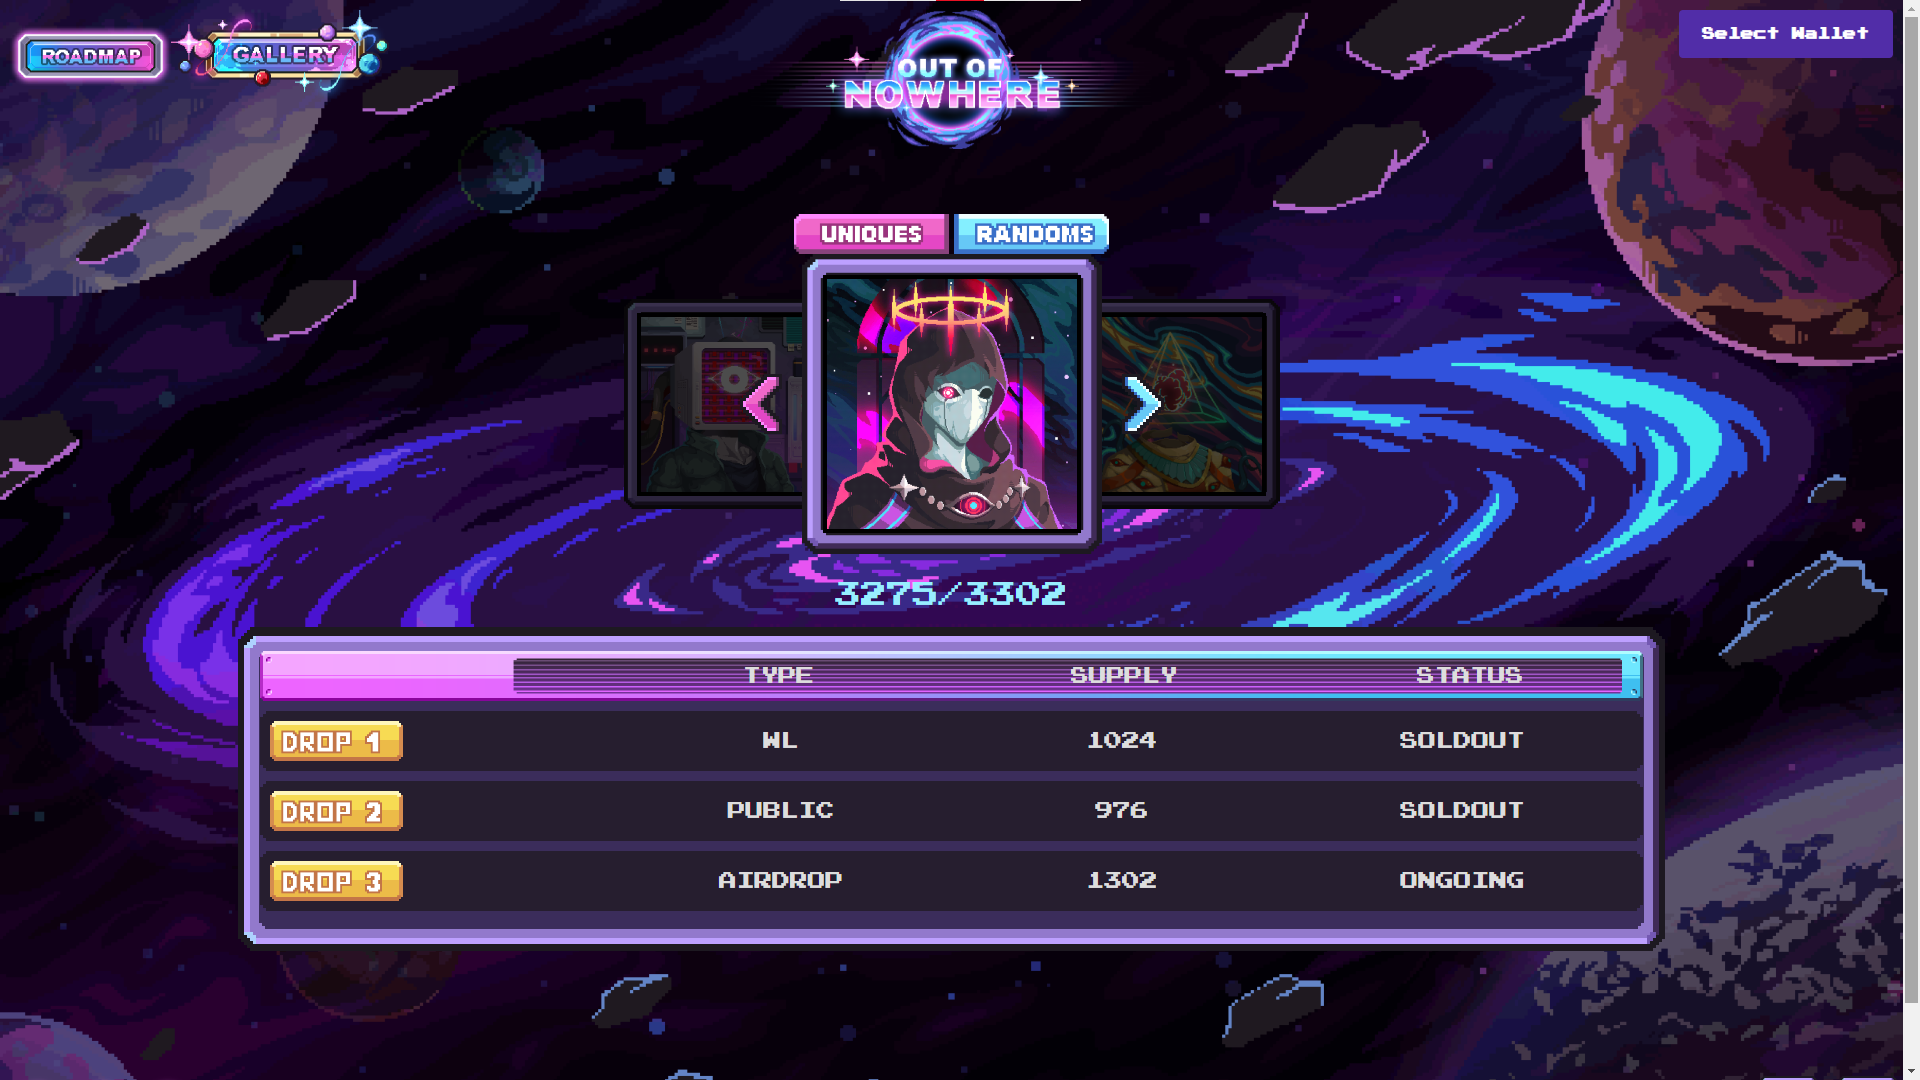 ROADMAP
GALLERY
OUT OF
NOWHERE
Select Wallet
UNIQUES
RANDOMS
3275/3302
TYPE SUPPLY STATUS
DROP 1 WL 1024 SOLDOUT
DROP 2 PUBLIC 976 SOLDOUT
DROP 3 AIRDROP 1302 ONGOING